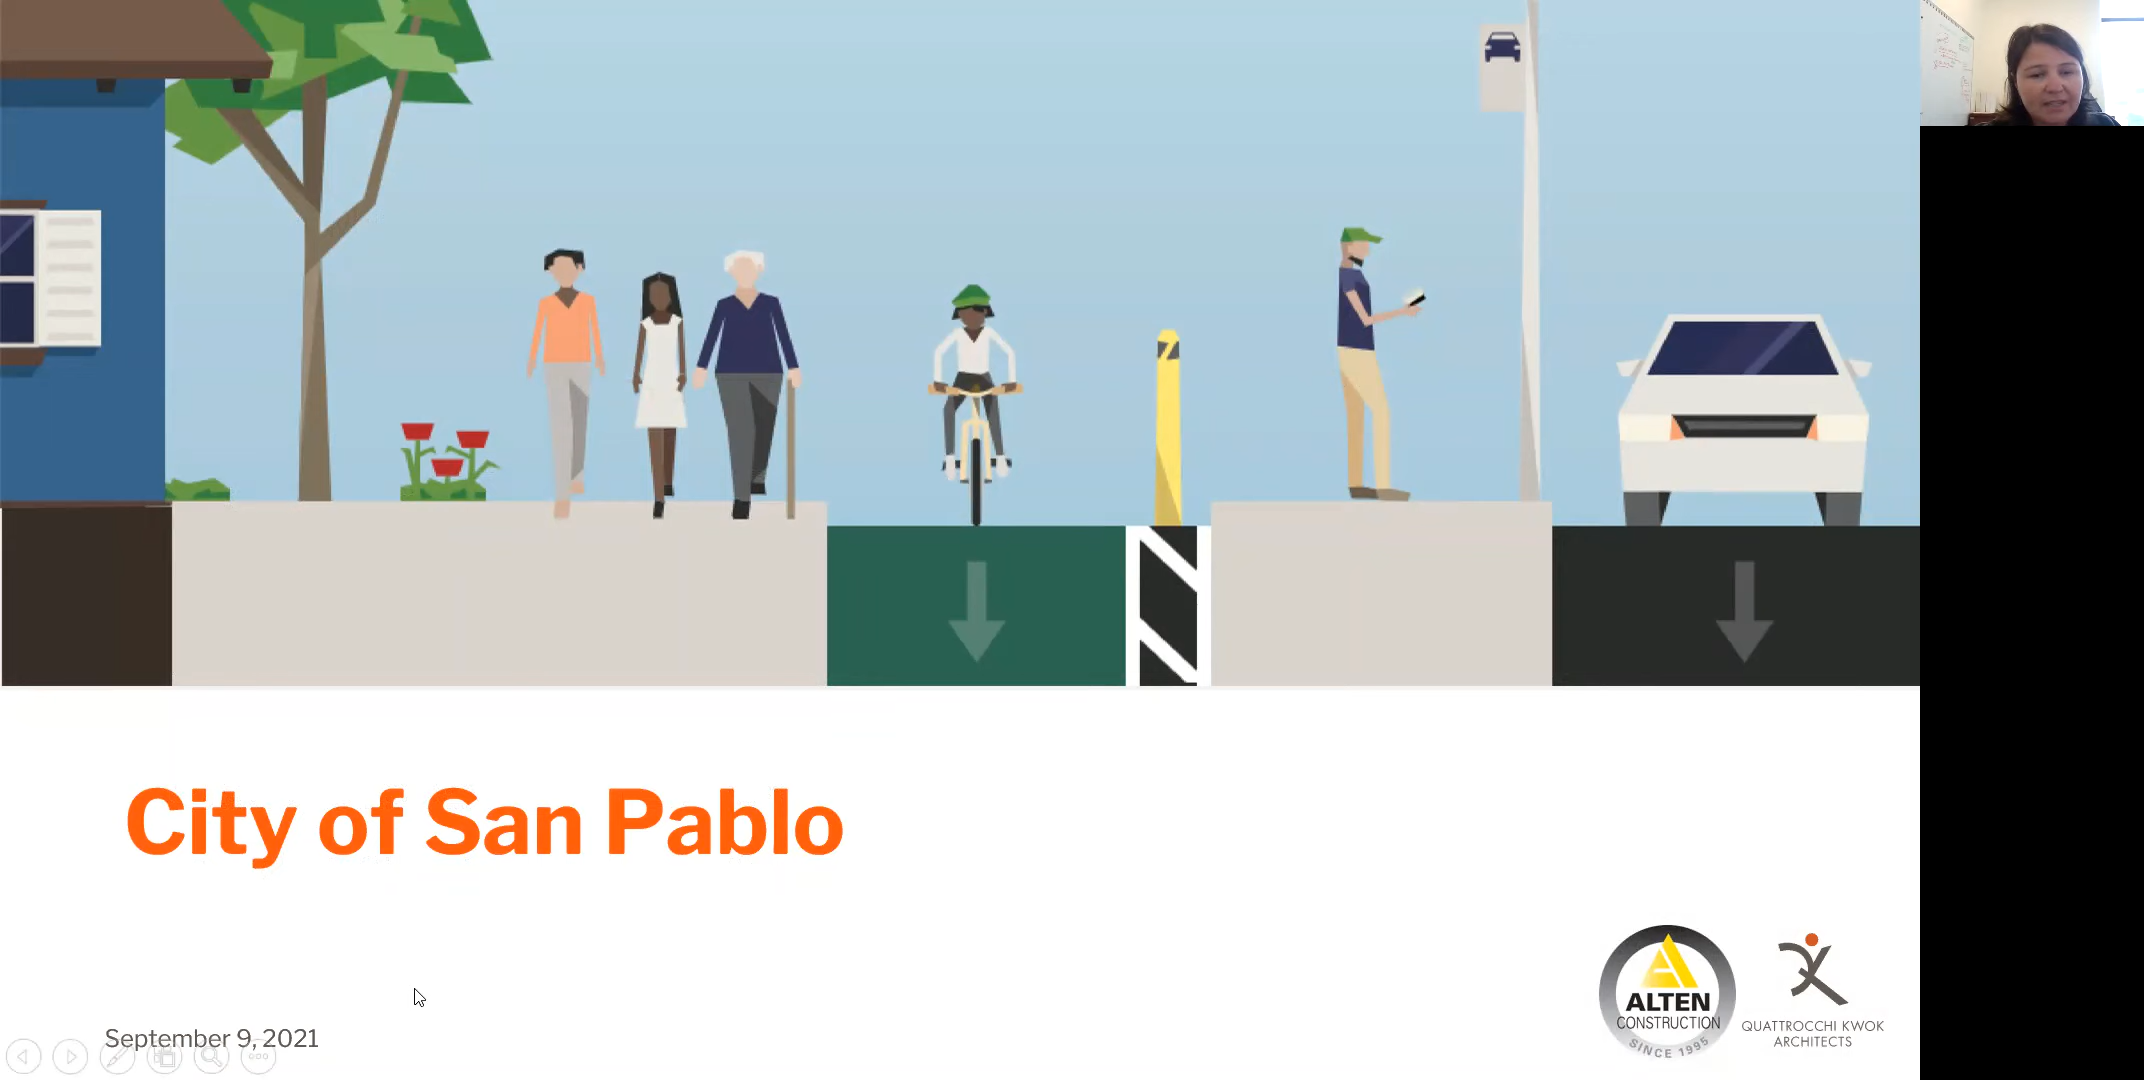 City of San Pablo
September 9, 2021
ALTEN
CONSTRUCTION
SINCE 1995
QUATTROCCHI KWOK
ARCHITECTS